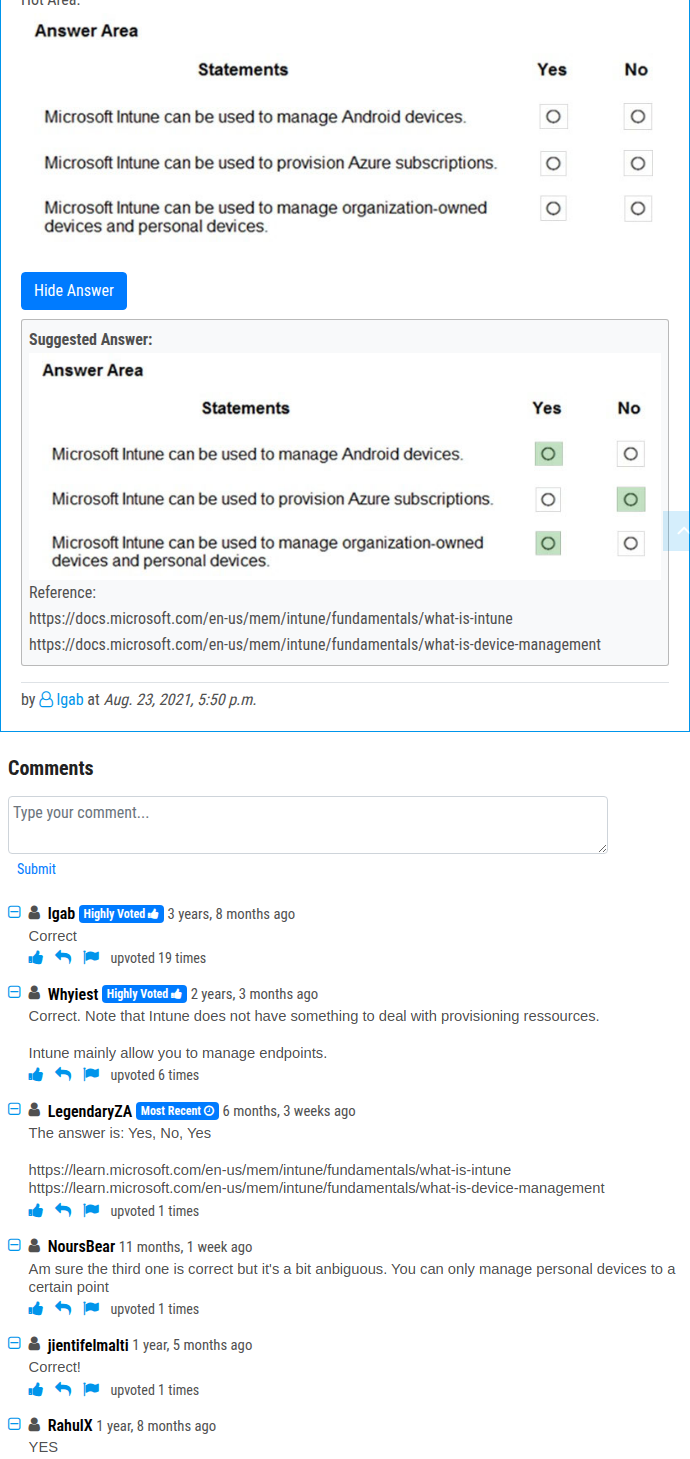 Hot Area:
Answer Area
Statements Yes No
Microsoft Intune can be used to manage Android devices.
Microsoft Intune can be used to provision Azure subscriptions.
Microsoft Intune can be used to manage organization-owned
devices and personal devices.
Hide Answer
Suggested Answer:
Answer Area
Statements Yes No
Microsoft Intune can be used to manage Android devices.
Microsoft Intune can be used to provision Azure subscriptions.
Microsoft Intune can be used to manage organization-owned
devices and personal devices.
Reference:
https://docs.microsoft.com/en-us/mem/intune/fundamentals/what-is-intune
https://docs.microsoft.com/en-us/mem/intune/fundamentals/what-is-device-management
by Igab at Aug. 23, 2021, 5:50 p.m.
Comments
Type your comment...
Submit
Igab Highly Voted 3 years, 8 months ago
Correct
upvoted 19 times
Whyiest Highly Voted 2 years, 3 months ago
Correct. Note that Intune does not have something to deal with provisioning ressources.
Intune mainly allow you to manage endpoints.
upvoted 6 times
LegendaryZA Most Recent 6 months, 3 weeks ago
The answer is: Yes, No, Yes
https://learn.microsoft.com/en-us/mem/intune/fundamentals/what-is-intune
https://learn.microsoft.com/en-us/mem/intune/fundamentals/what-is-device-management
upvoted 1 times
NoursBear 11 months, 1 week ago
Am sure the third one is correct but it's a bit anbiguous. You can only manage personal devices to a
certain point
upvoted 1 times
jientifelmalti 1 year, 5 months ago
Correct!
upvoted 1 times
RahulX 1 year, 8 months ago
YES